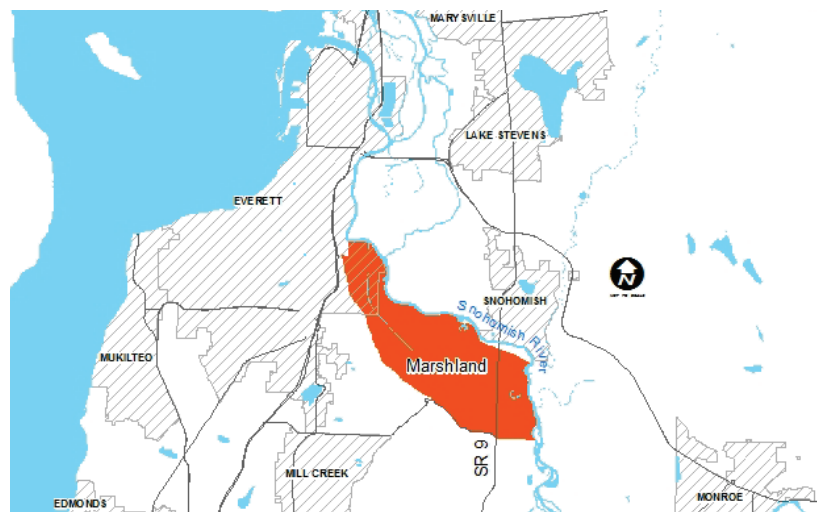 MARYSVILLE
LAKE STEVENS
EVERETT
N
SNOHOMISH
Snohomish River
MUKILTEO
Marshland
SR 9
MILL CREEK
EDMONDS
MONROE